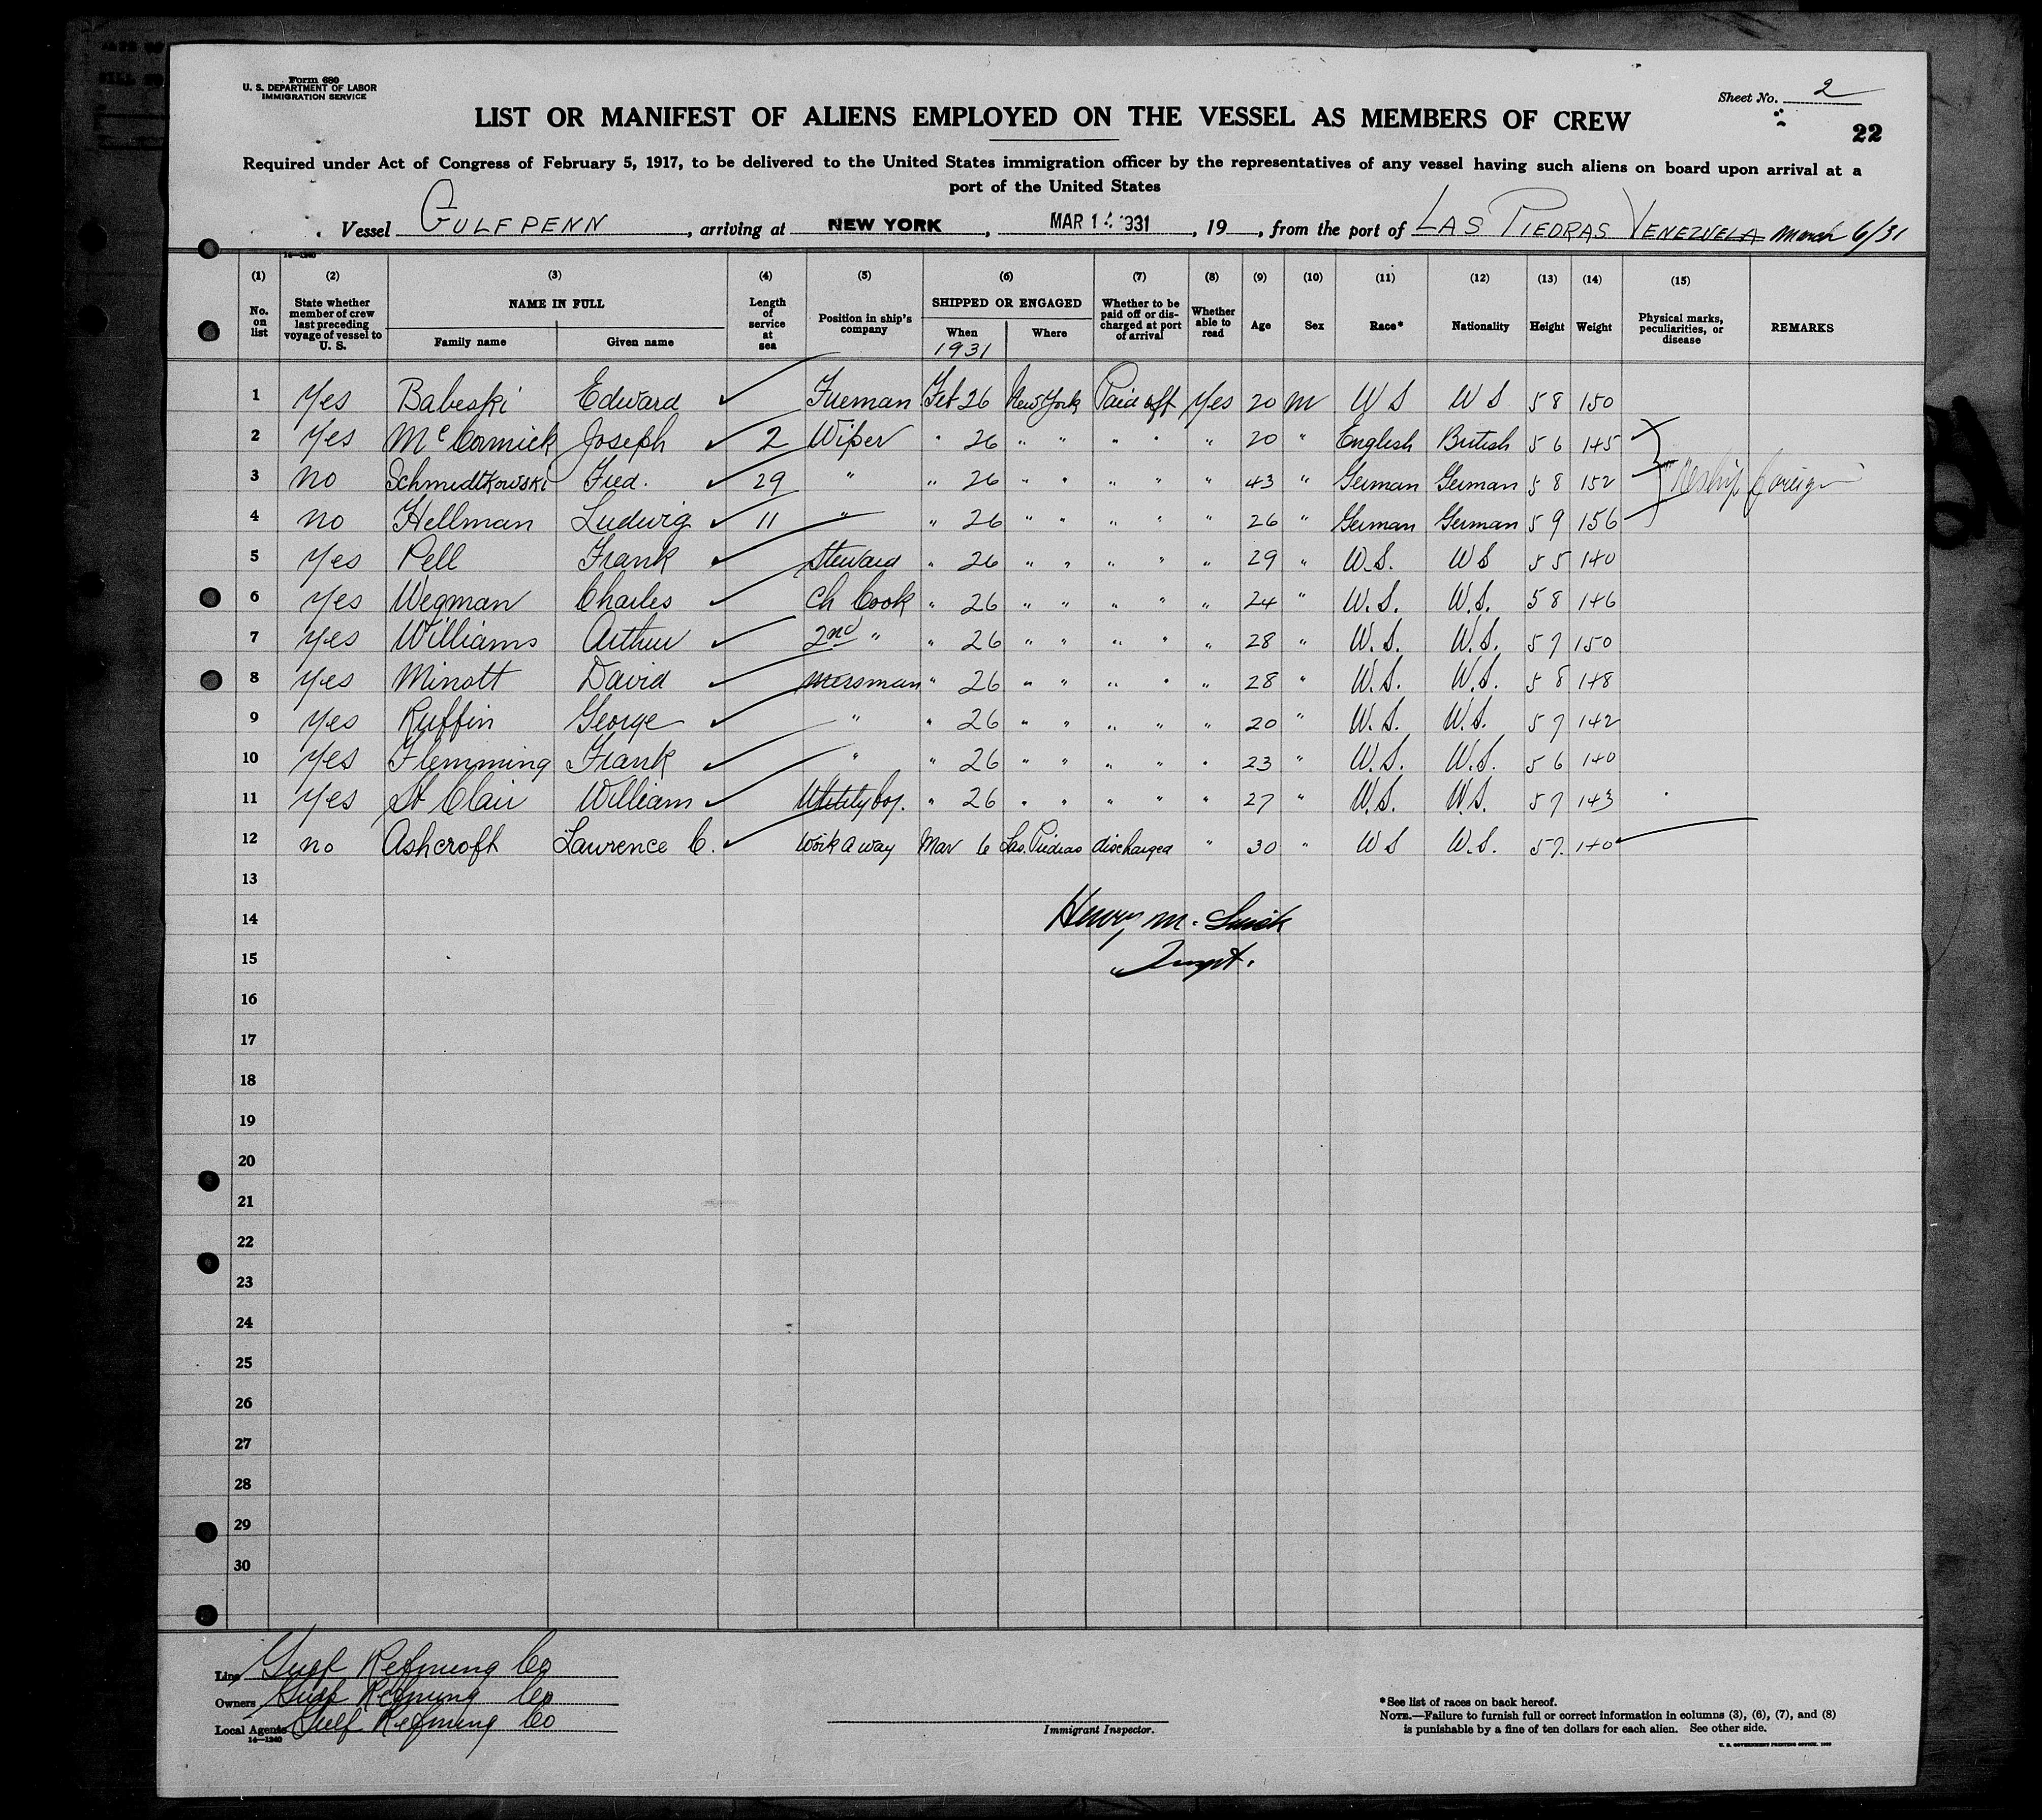 Form 680
U. S. DEPARTMENT OF LABOR
IMMIGRATION SERVICE
Sheet No. 2
LIST OR MANIFEST OF ALIENS EMPLOYED ON THE VESSEL AS MEMBERS OF CREW
22
Required under Act of Congress of February 5, 1917, to be delivered to the United States immigration officer by the representatives of any vessel having such aliens on board upon arrival at a
port of the United States
Vessel GULFPENN, arriving at NEW YORK, MAR 14 1931, 19, from the port of LAS PIEDRAS VENEZUELA March 6/31
14—1240
(1) (2) (3) (4) (5) (6) (7) (8) (9) (10) (11) (12) (13) (14) (15)
No. on list State whether member of crew last preceding voyage of vessel to U. S. NAME IN FULL Family name Given name Length of service at sea Position in ship's company SHIPPED OR ENGAGED When 1931 Where Whether to be paid off or discharged at port of arrival Whether able to read Age Sex Race* Nationality Height Weight Physical marks, peculiarities, or disease REMARKS
1 Yes Babeski Edward ✓ Fireman Feb 26 New York Paid off Yes 20 M U S U S 5 8 150
2 Yes McCormick Joseph ✓ 2 Wiper " 26 " " " " " 20 " English British 5 6 145
3 no Schmidtkowski Fred. ✓ 29 " " 26 " " " " " 43 " German German 5 8 152 Reship foreign
4 no Hellman Ludwig ✓ 11 " " 26 " " " " " 26 " German German 5 9 156
5 Yes Pell Frank ✓ Steward " 26 " " " " " 29 " U.S. U S 5 5 140
6 Yes Wegman Charles ✓ Ch Cook " 26 " " " " " 24 " U.S. U.S. 5 8 146
7 Yes Williams Arthur ✓ 2nd " " 26 " " " " " 28 " U.S. U.S. 5 7 150
8 Yes Minott David ✓ Messman " 26 " " " " " 28 " U.S. U.S. 5 8 148
9 Yes Ruffin George ✓ " " 26 " " " " " 20 " U.S. U.S. 5 7 142
10 Yes Flemming Frank ✓ " " 26 " " " " " 23 " U.S. U.S. 5 6 140
11 Yes St Clair William ✓ Utility boy. " 26 " " " " " 27 " U.S. U.S. 5 7 143
12 no Ashcroft Lawrence C. ✓ Work a way Mar 6 Las Piedras discharged " 30 " U S U.S. 5 7. 140
13
14 Henry M.
15 Inspt.
16
17
18
19
20
21
22
23
24
25
26
27
28
29
30
Line Gulf Refining Co
Owners Gulf Refining Co
Local Agents Gulf Refining Co
14—1240
Immigrant Inspector.
*See list of races on back hereof.
NOTE.—Failure to furnish full or correct information in columns (3), (6), (7), and (8)
is punishable by a fine of ten dollars for each alien. See other side.